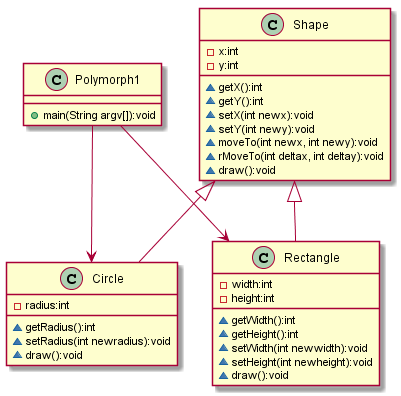 C Shape
x:int
y:int
getX():int
getY():int
setX(int newx):void
setY(int newy):void
moveTo(int newx, int newy):void
rMoveTo(int deltax, int deltay):void
draw():void
C Polymorph1
main(String argv[]):void
C Circle
radius:int
getRadius():int
setRadius(int newradius):void
draw():void
C Rectangle
width:int
height:int
getWidth():int
getHeight():int
setWidth(int newwidth):void
setHeight(int newheight):void
draw():void